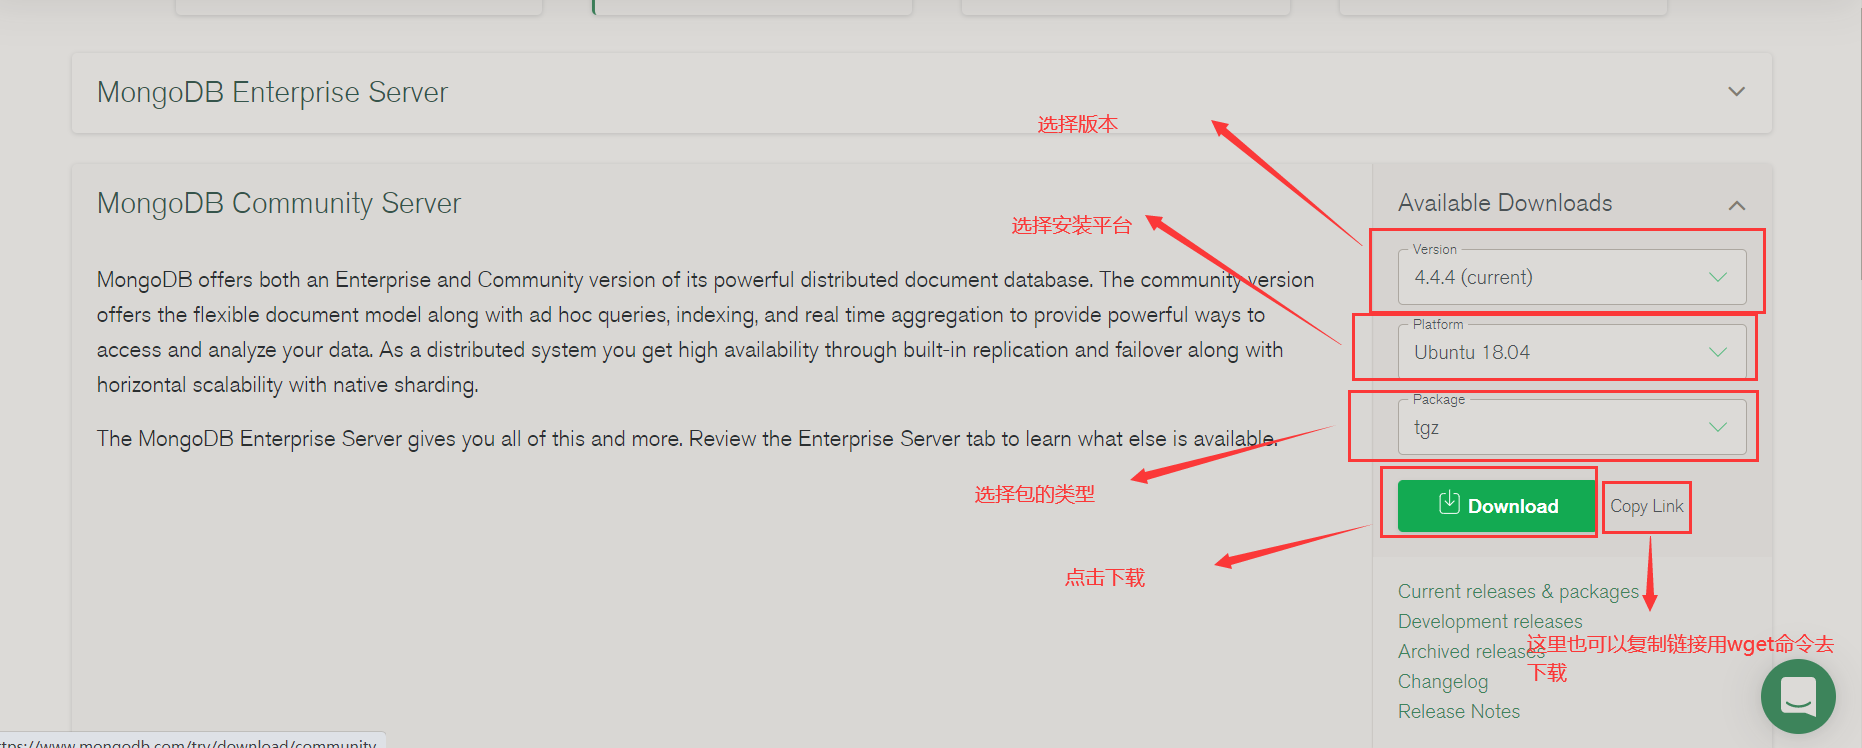 MongoDB Enterprise Server
选择版本
MongoDB Community Server
Available Downloads
选择安装平台
Version
4.4.4 (current)
MongoDB offers both an Enterprise and Community version of its powerful distributed document database. The community version
offers the flexible document model along with ad hoc queries, indexing, and real time aggregation to provide powerful ways to
access and analyze your data. As a distributed system you get high availability through built-in replication and failover along with
horizontal scalability with native sharding.
Platform
Ubuntu 18.04
Package
tgz
The MongoDB Enterprise Server gives you all of this and more. Review the Enterprise Server tab to learn what else is available.
选择包的类型
Download
Copy Link
点击下载
Current releases & packages
Development releases
这里也可以复制链接用wget命令去
下载
Archived releases
Changelog
Release Notes
ttps://www.mongodb.com/try/download/community